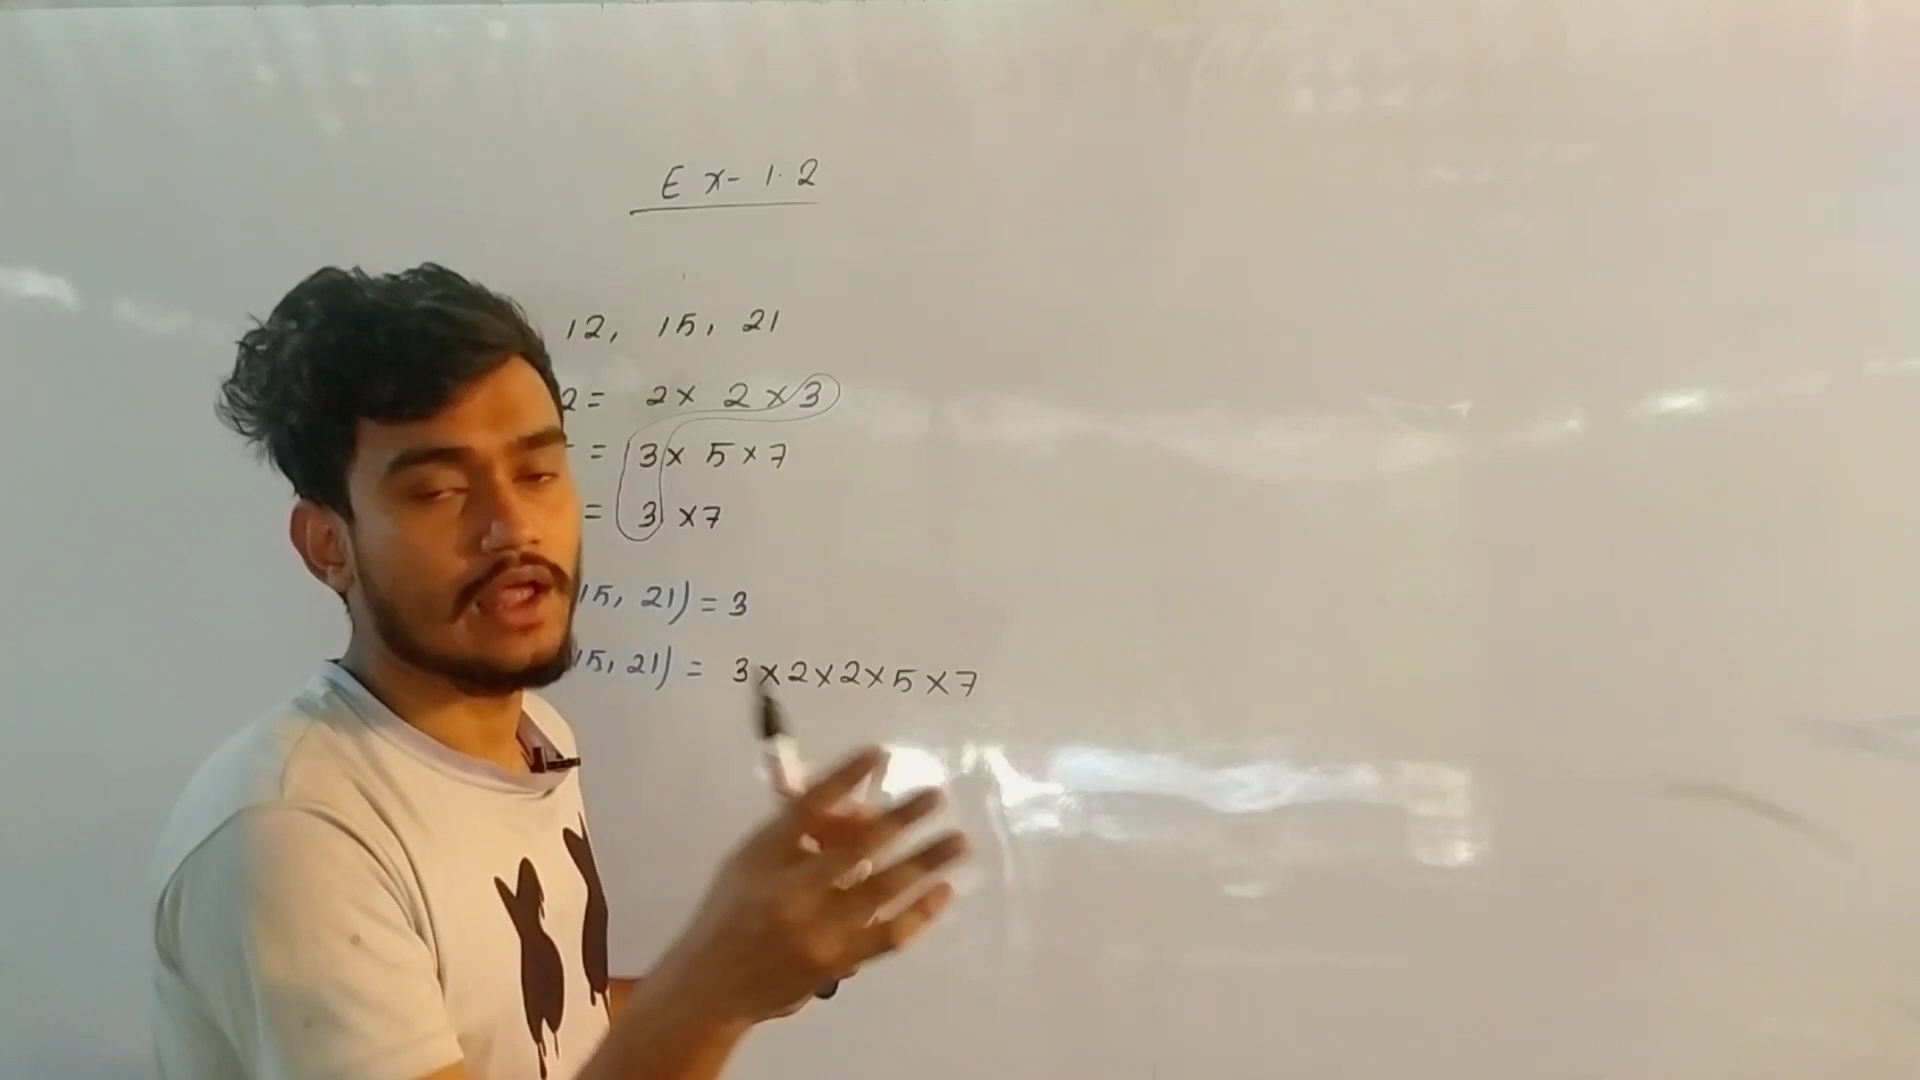 Ex- 1.2
12, 15, 21
2 = 2 x 2 x 3
= 3 x 5 x 7
= 3 x 7
15, 21) = 3
15, 21) = 3 x 2 x 2 x 5 x 7